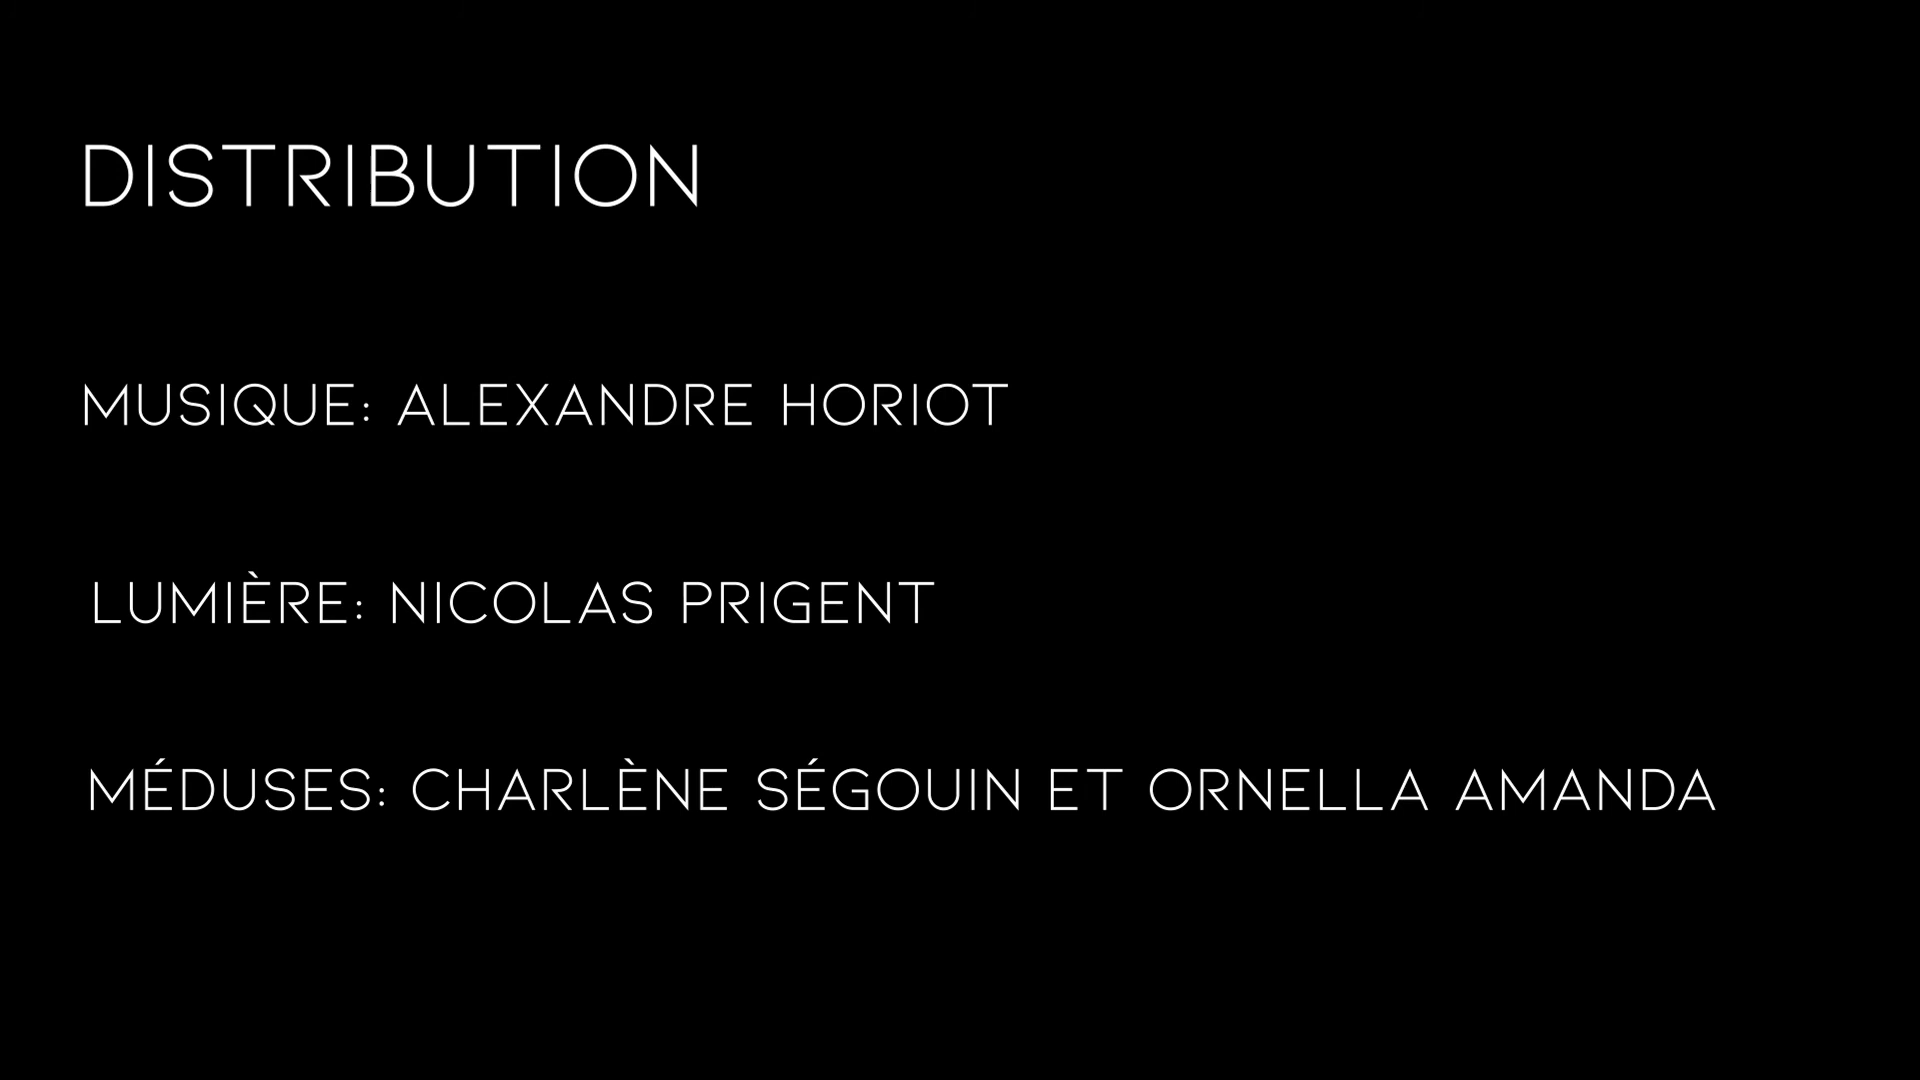 DISTRIBUTION
MUSIQUE: ALEXANDRE HORIOT
LUMIÈRE: NICOLAS PRIGENT
MÉDUSES: CHARLÈNE SÉGOUIN ET ORNELLA AMANDA